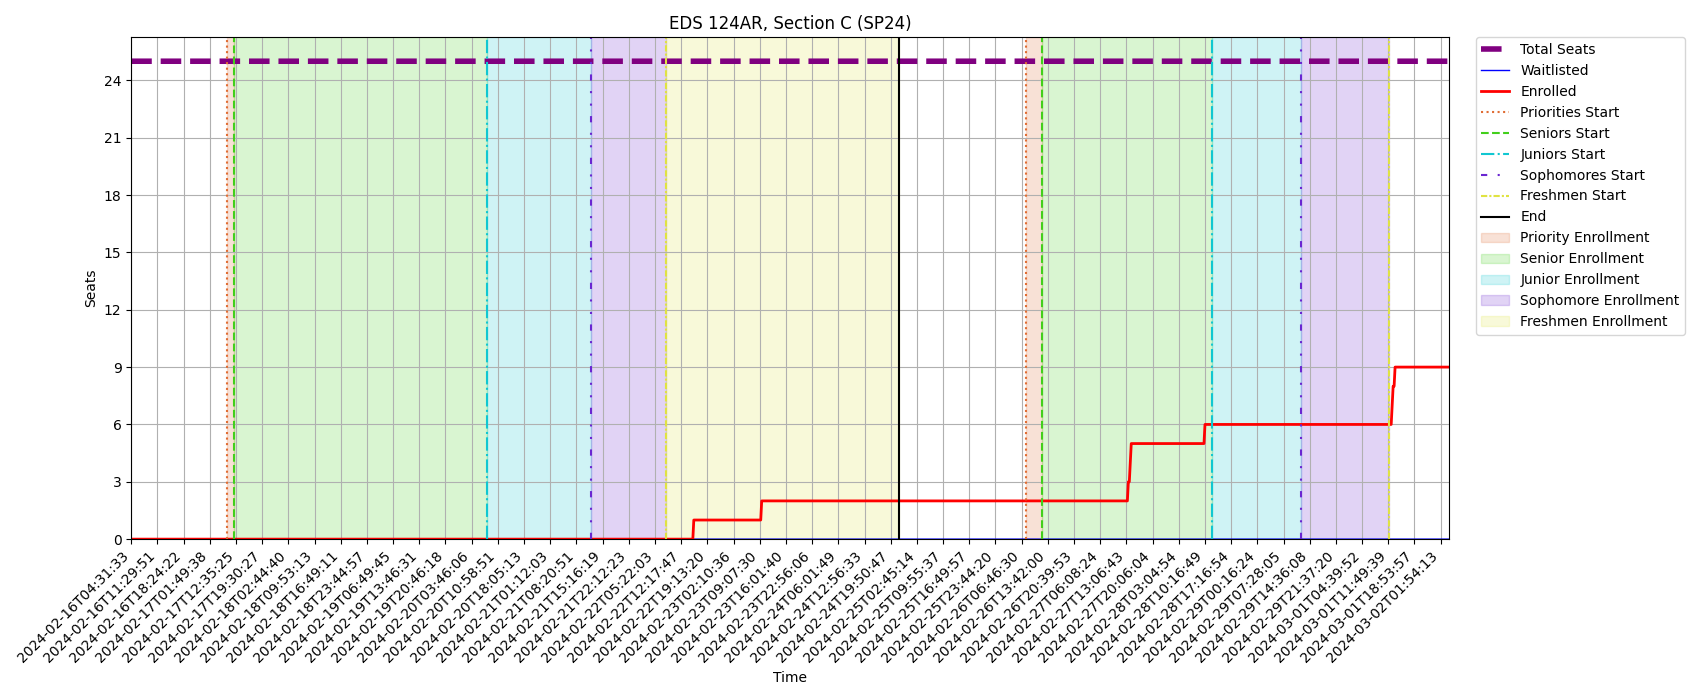 EDS 124AR, Section C (SP24)
Seats
24
21
18
15
12
9
6
3
0
2024-02-16T04:31:33
2024-02-16T11:29:51
2024-02-16T18:24:22
2024-02-17T01:49:38
2024-02-17T12:35:25
2024-02-17T19:30:27
2024-02-18T02:44:40
2024-02-18T09:53:13
2024-02-18T16:49:11
2024-02-18T23:44:57
2024-02-19T06:49:45
2024-02-19T13:46:31
2024-02-19T20:46:18
2024-02-20T03:46:06
2024-02-20T10:58:51
2024-02-20T18:05:13
2024-02-21T01:12:03
2024-02-21T08:20:51
2024-02-21T15:16:19
2024-02-21T22:12:23
2024-02-22T05:22:03
2024-02-22T12:17:47
2024-02-22T19:13:20
2024-02-23T02:10:36
2024-02-23T09:07:30
2024-02-23T16:01:40
2024-02-23T22:56:06
2024-02-24T06:01:49
2024-02-24T12:56:33
2024-02-24T19:50:47
2024-02-25T02:45:14
2024-02-25T09:55:37
2024-02-25T16:49:57
2024-02-25T23:44:20
2024-02-26T06:46:30
2024-02-26T13:42:00
2024-02-26T20:39:53
2024-02-27T06:08:24
2024-02-27T13:06:43
2024-02-27T20:06:04
2024-02-28T03:04:54
2024-02-28T10:16:49
2024-02-28T17:16:54
2024-02-29T00:16:24
2024-02-29T07:28:05
2024-02-29T14:36:08
2024-02-29T21:37:20
2024-03-01T04:39:52
2024-03-01T11:49:39
2024-03-01T18:53:57
2024-03-02T01:54:13
Time
Total Seats
Waitlisted
Enrolled
Priorities Start
Seniors Start
Juniors Start
Sophomores Start
Freshmen Start
End
Priority Enrollment
Senior Enrollment
Junior Enrollment
Sophomore Enrollment
Freshmen Enrollment